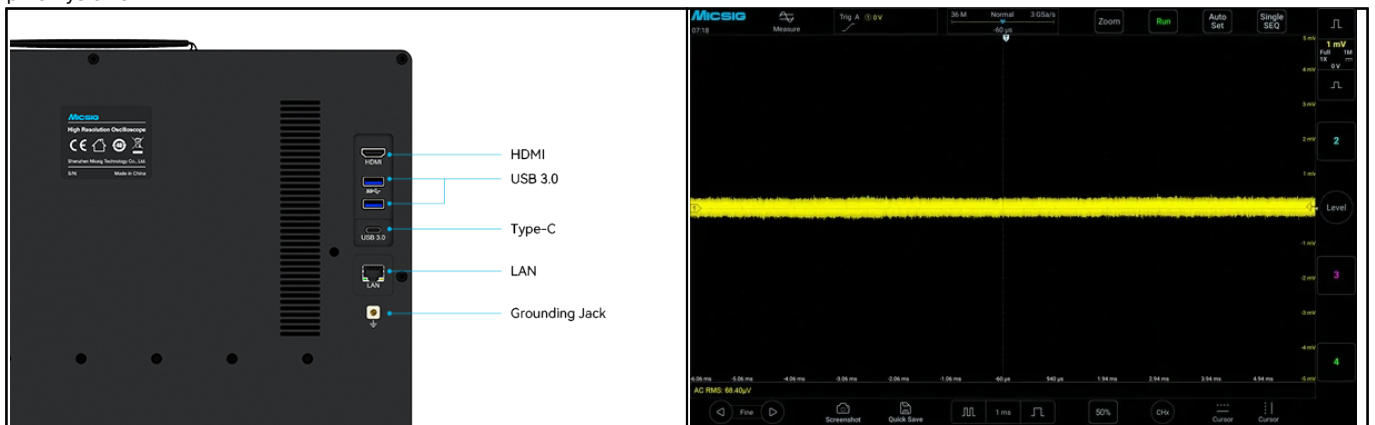 Micsig
High Resolution Oscilloscope
CE
Shenzhen Micsig Technology Co., Ltd.
S/N Made in China
HDMI
USB 3.0
LAN
HDMI
USB 3.0
Type-C
LAN
Grounding Jack
Micsig
07:18
Measure
Trig A ① 0V
36 M Normal 3 GSa/s
-60 μs
T
Zoom
Run
Auto Set
Single SEQ
1 mV
Full 1M
1X
0 V
5 mV
4 mV
3 mV
2 mV
1 mV
-1 mV
-2 mV
-3 mV
-4 mV
-5 mV
2
Level
3
4
-6.06 ms -5.06 ms -4.06 ms -3.06 ms -2.06 ms -1.06 ms -60 μs 940 μs 1.94 ms 2.94 ms 3.94 ms 4.94 ms
AC RMS: 68.40μV
Fine
Screenshot
Quick Save
1 ms
50%
CHx
Cursor
Cursor